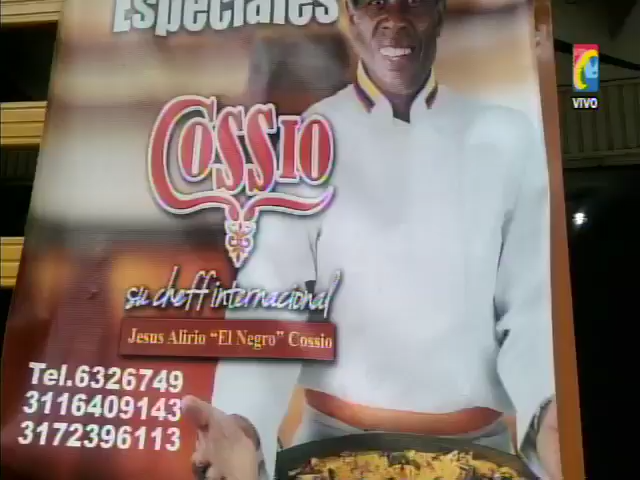 Especiales
COSSIO
su cheff internacional
Jesus Alirio "El Negro" Cossio
Tel.6326749
3116409143
3172396113
VIVO